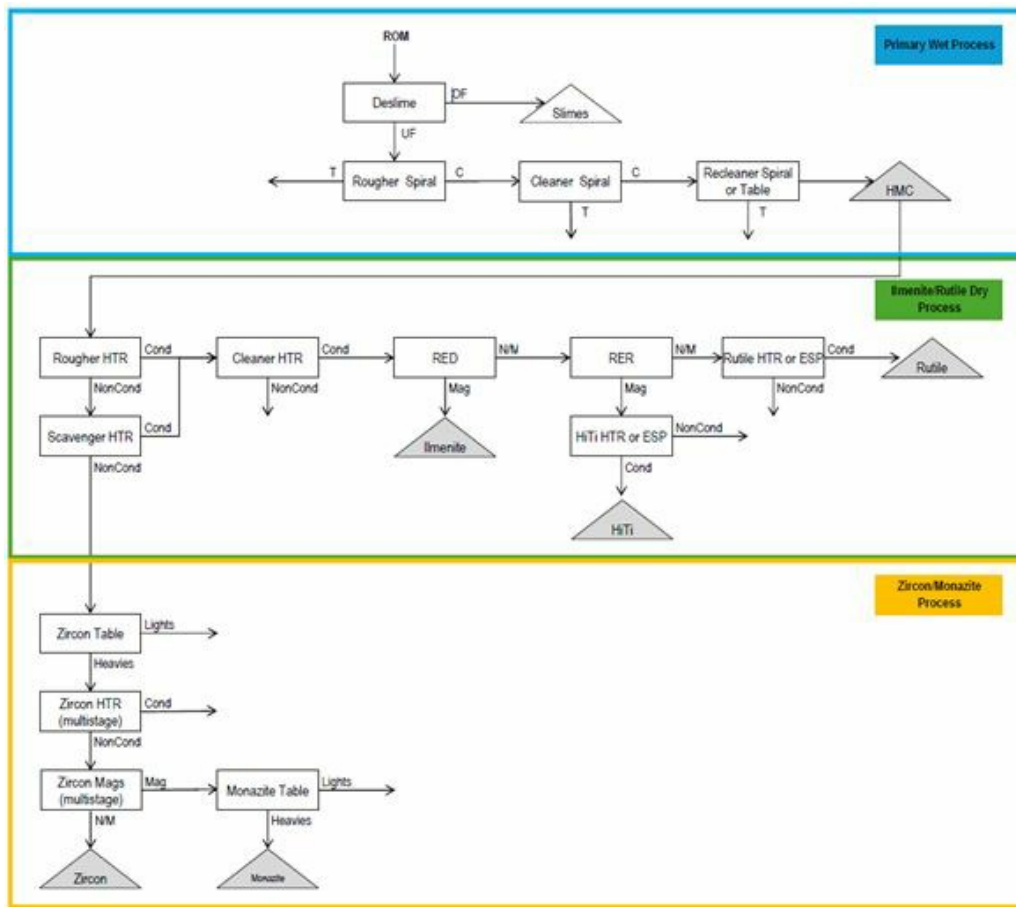 ROM
Primary Wet Process
Deslime
OF
Slimes
UF
T
Rougher Spiral
C
Cleaner Spiral
C
Recleaner Spiral
or Table
HMC
T
T
Ilmenite/Rutile Dry
Process
Rougher HTR
Cond
Cleaner HTR
Cond
RED
N/M
RER
N/M
Rutile HTR or ESP
Cond
Rutile
NonCond
NonCond
Mag
Mag
NonCond
Scavenger HTR
Cond
Ilmenite
HiTi HTR or ESP
NonCond
NonCond
Cond
HiTi
Zircon/Monazite
Process
Zircon Table
Lights
Heavies
Zircon HTR
(multistage)
Cond
NonCond
Zircon Mags
(multistage)
Mag
Monazite Table
Lights
N/M
Heavies
Zircon
Monazite